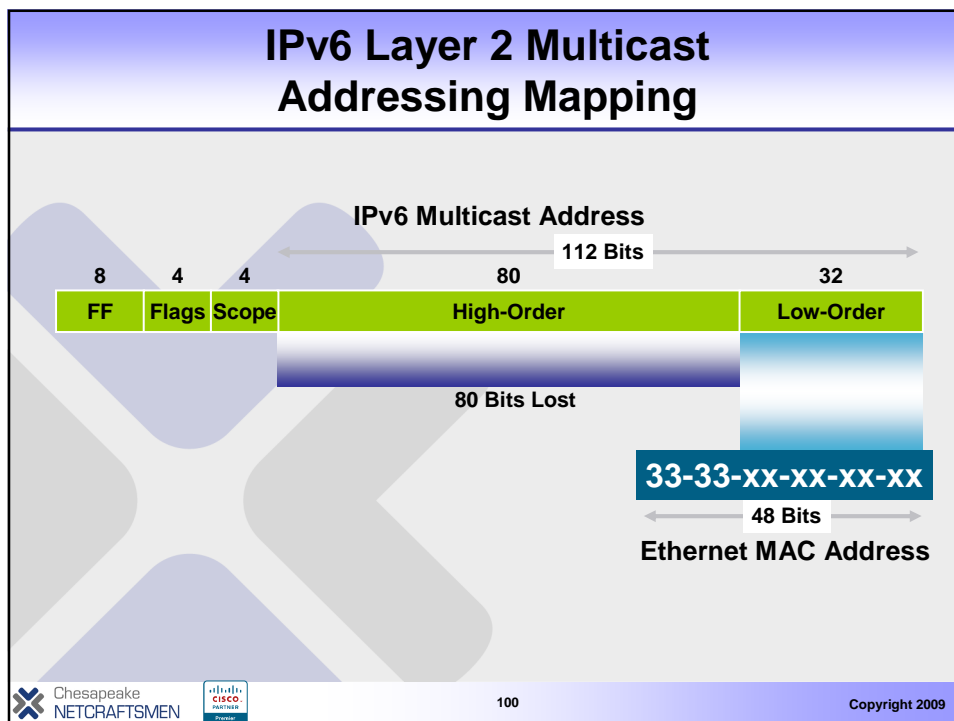 IPv6 Layer 2 Multicast
Addressing Mapping
IPv6 Multicast Address
112 Bits
8 4 4 80 32
FF Flags Scope High-Order Low-Order
80 Bits Lost
33-33-xx-xx-xx-xx
48 Bits
Ethernet MAC Address
Chesapeake
NETCRAFTSMEN
CISCO
PARTNER
Premier
100
Copyright 2009